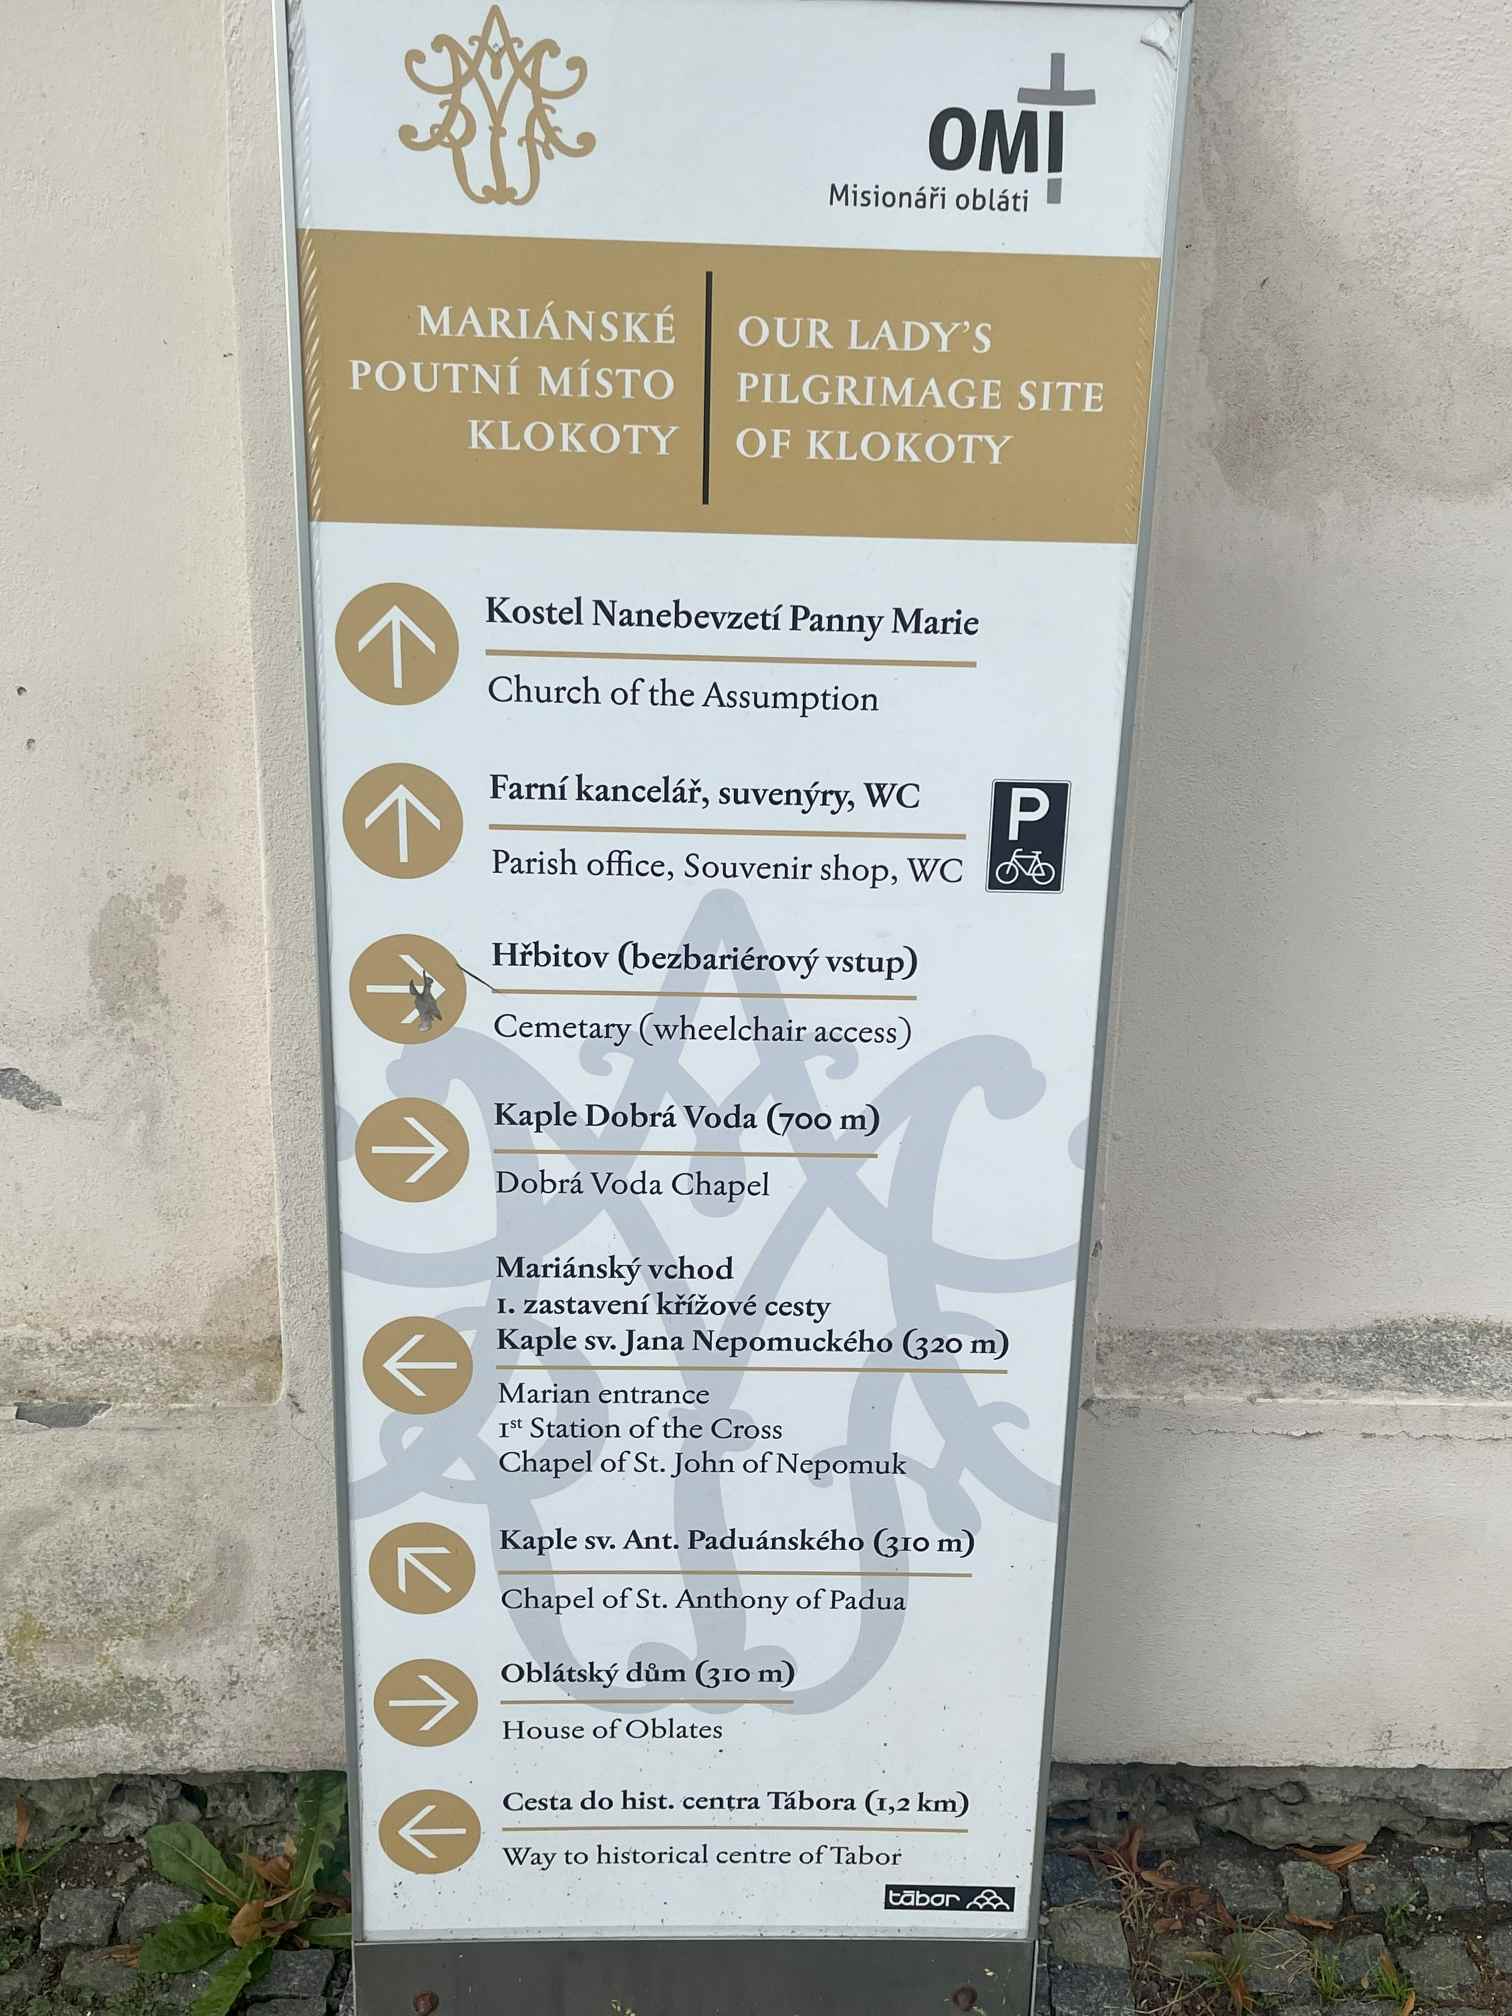 OMI
Misionáři obláti
MARIÁNSKÉ
POUTNÍ MÍSTO
KLOKOTY
OUR LADY'S
PILGRIMAGE SITE
OF KLOKOTY
Kostel Nanebevzetí Panny Marie
Church of the Assumption
Farní kancelář, suvenýry, WC
Parish office, Souvenir shop, WC
P
Hřbitov (bezbariérový vstup)
Cemetary (wheelchair access)
Kaple Dobrá Voda (700 m)
Dobrá Voda Chapel
Mariánský vchod
1. zastavení křížové cesty
Kaple sv. Jana Nepomuckého (320 m)
Marian entrance
1st Station of the Cross
Chapel of St. John of Nepomuk
Kaple sv. Ant. Paduánského (310 m)
Chapel of St. Anthony of Padua
Oblátský dům (310 m)
House of Oblates
Cesta do hist. centra Tábora (1,2 km)
Way to historical centre of Tabor
tábor